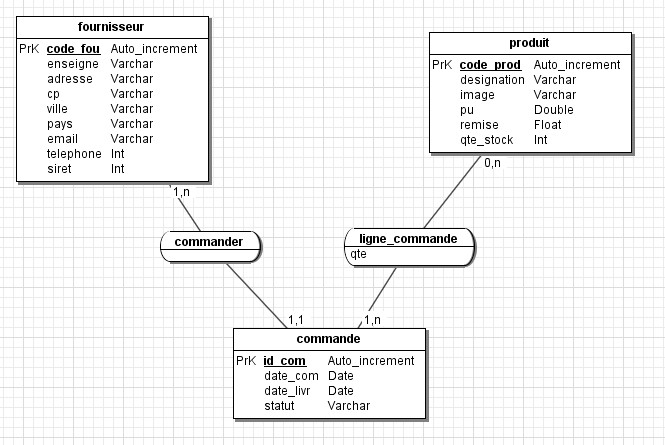 fournisseur
PrK code_fou Auto_increment
enseigne Varchar
adresse Varchar
cp Varchar
ville Varchar
pays Varchar
email Varchar
telephone Int
siret Int
produit
PrK code_prod Auto_increment
designation Varchar
image Varchar
pu Double
remise Float
qte_stock Int
1,n
0,n
commander
ligne_commande
qte
1,1
1,n
commande
PrK id_com Auto_increment
date_com Date
date_livr Date
statut Varchar